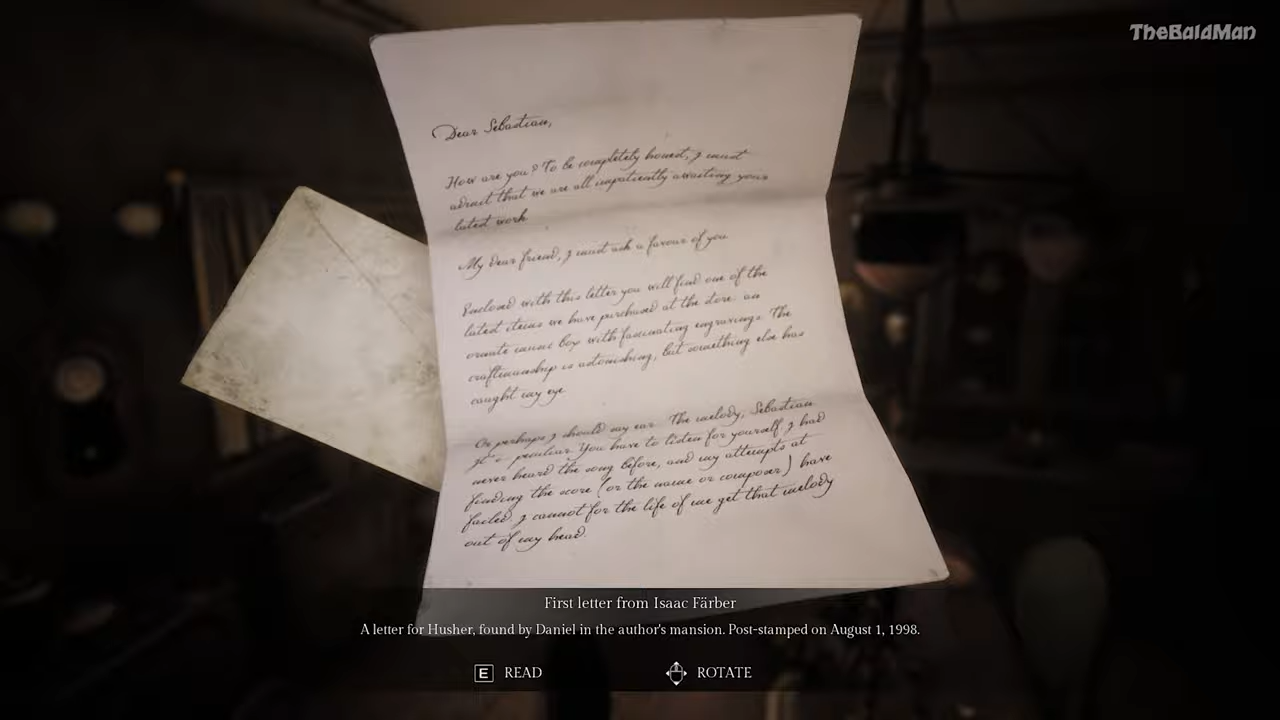 TheBaldMan
Dear Sebastian,
How are you? To be completely honest, I must
admit that we are all impatiently awaiting your
latest work.
My dear friend, I must ask a favour of you.
Enclosed with this letter you will find one of the
latest items we have purchased at the store: an
ornate music box with fascinating engravings. The
craftsmanship is astonishing, but something else has
caught my eye.
Or perhaps I should say ear. The melody, Sebastian.
It's peculiar. You have to listen for yourself. I had
never heard the song before, and my attempts at
finding the score (or the name or composer) have
failed. I cannot for the life of me get that melody
out of my head.
First letter from Isaac Färber
A letter for Husher, found by Daniel in the author's mansion. Post-stamped on August 1, 1998.
E READ
ROTATE